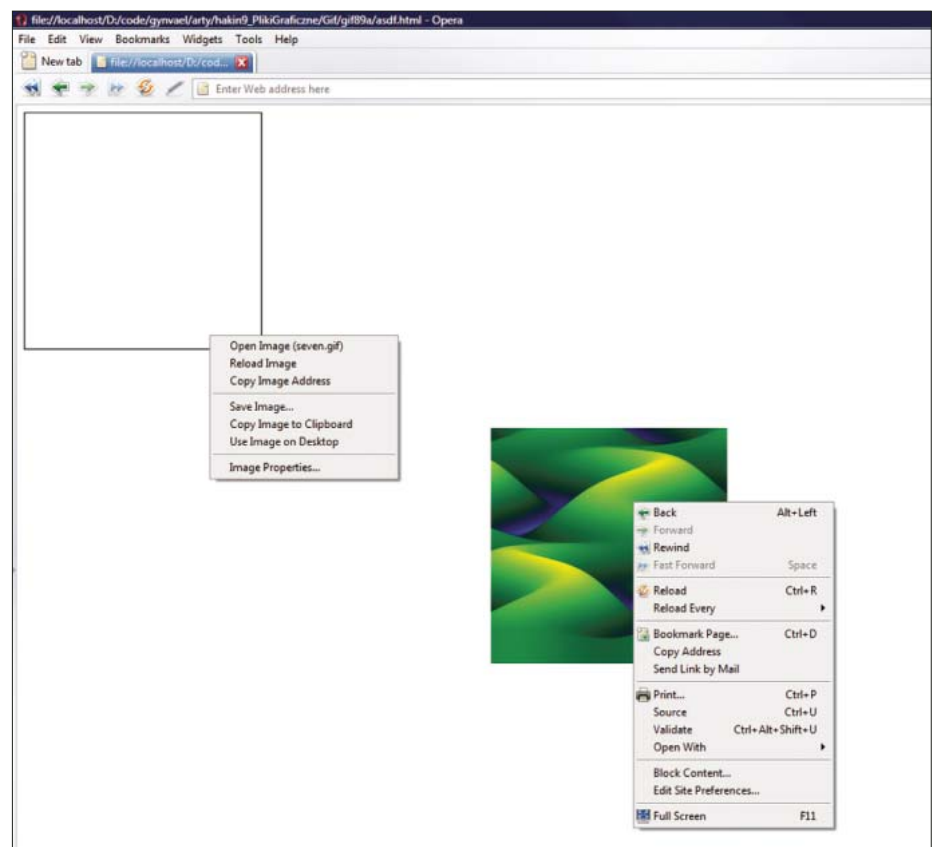 file://localhost/D:/code/gynvael/arty/hakin9_PlikiGraficzne/Gif/gif89a/asdf.html - Opera
File Edit View Bookmarks Widgets Tools Help
New tab file://localhost/D:/cod...
Enter Web address here
Open Image (seven.gif)
Reload Image
Copy Image Address
Save Image...
Copy Image to Clipboard
Use Image on Desktop
Image Properties...
Back Alt+Left
Forward
Rewind
Fast Forward Space
Reload Ctrl+R
Reload Every
Bookmark Page... Ctrl+D
Copy Address
Send Link by Mail
Print... Ctrl+P
Source Ctrl+U
Validate Ctrl+Alt+Shift+U
Open With
Block Content...
Edit Site Preferences...
Full Screen F11